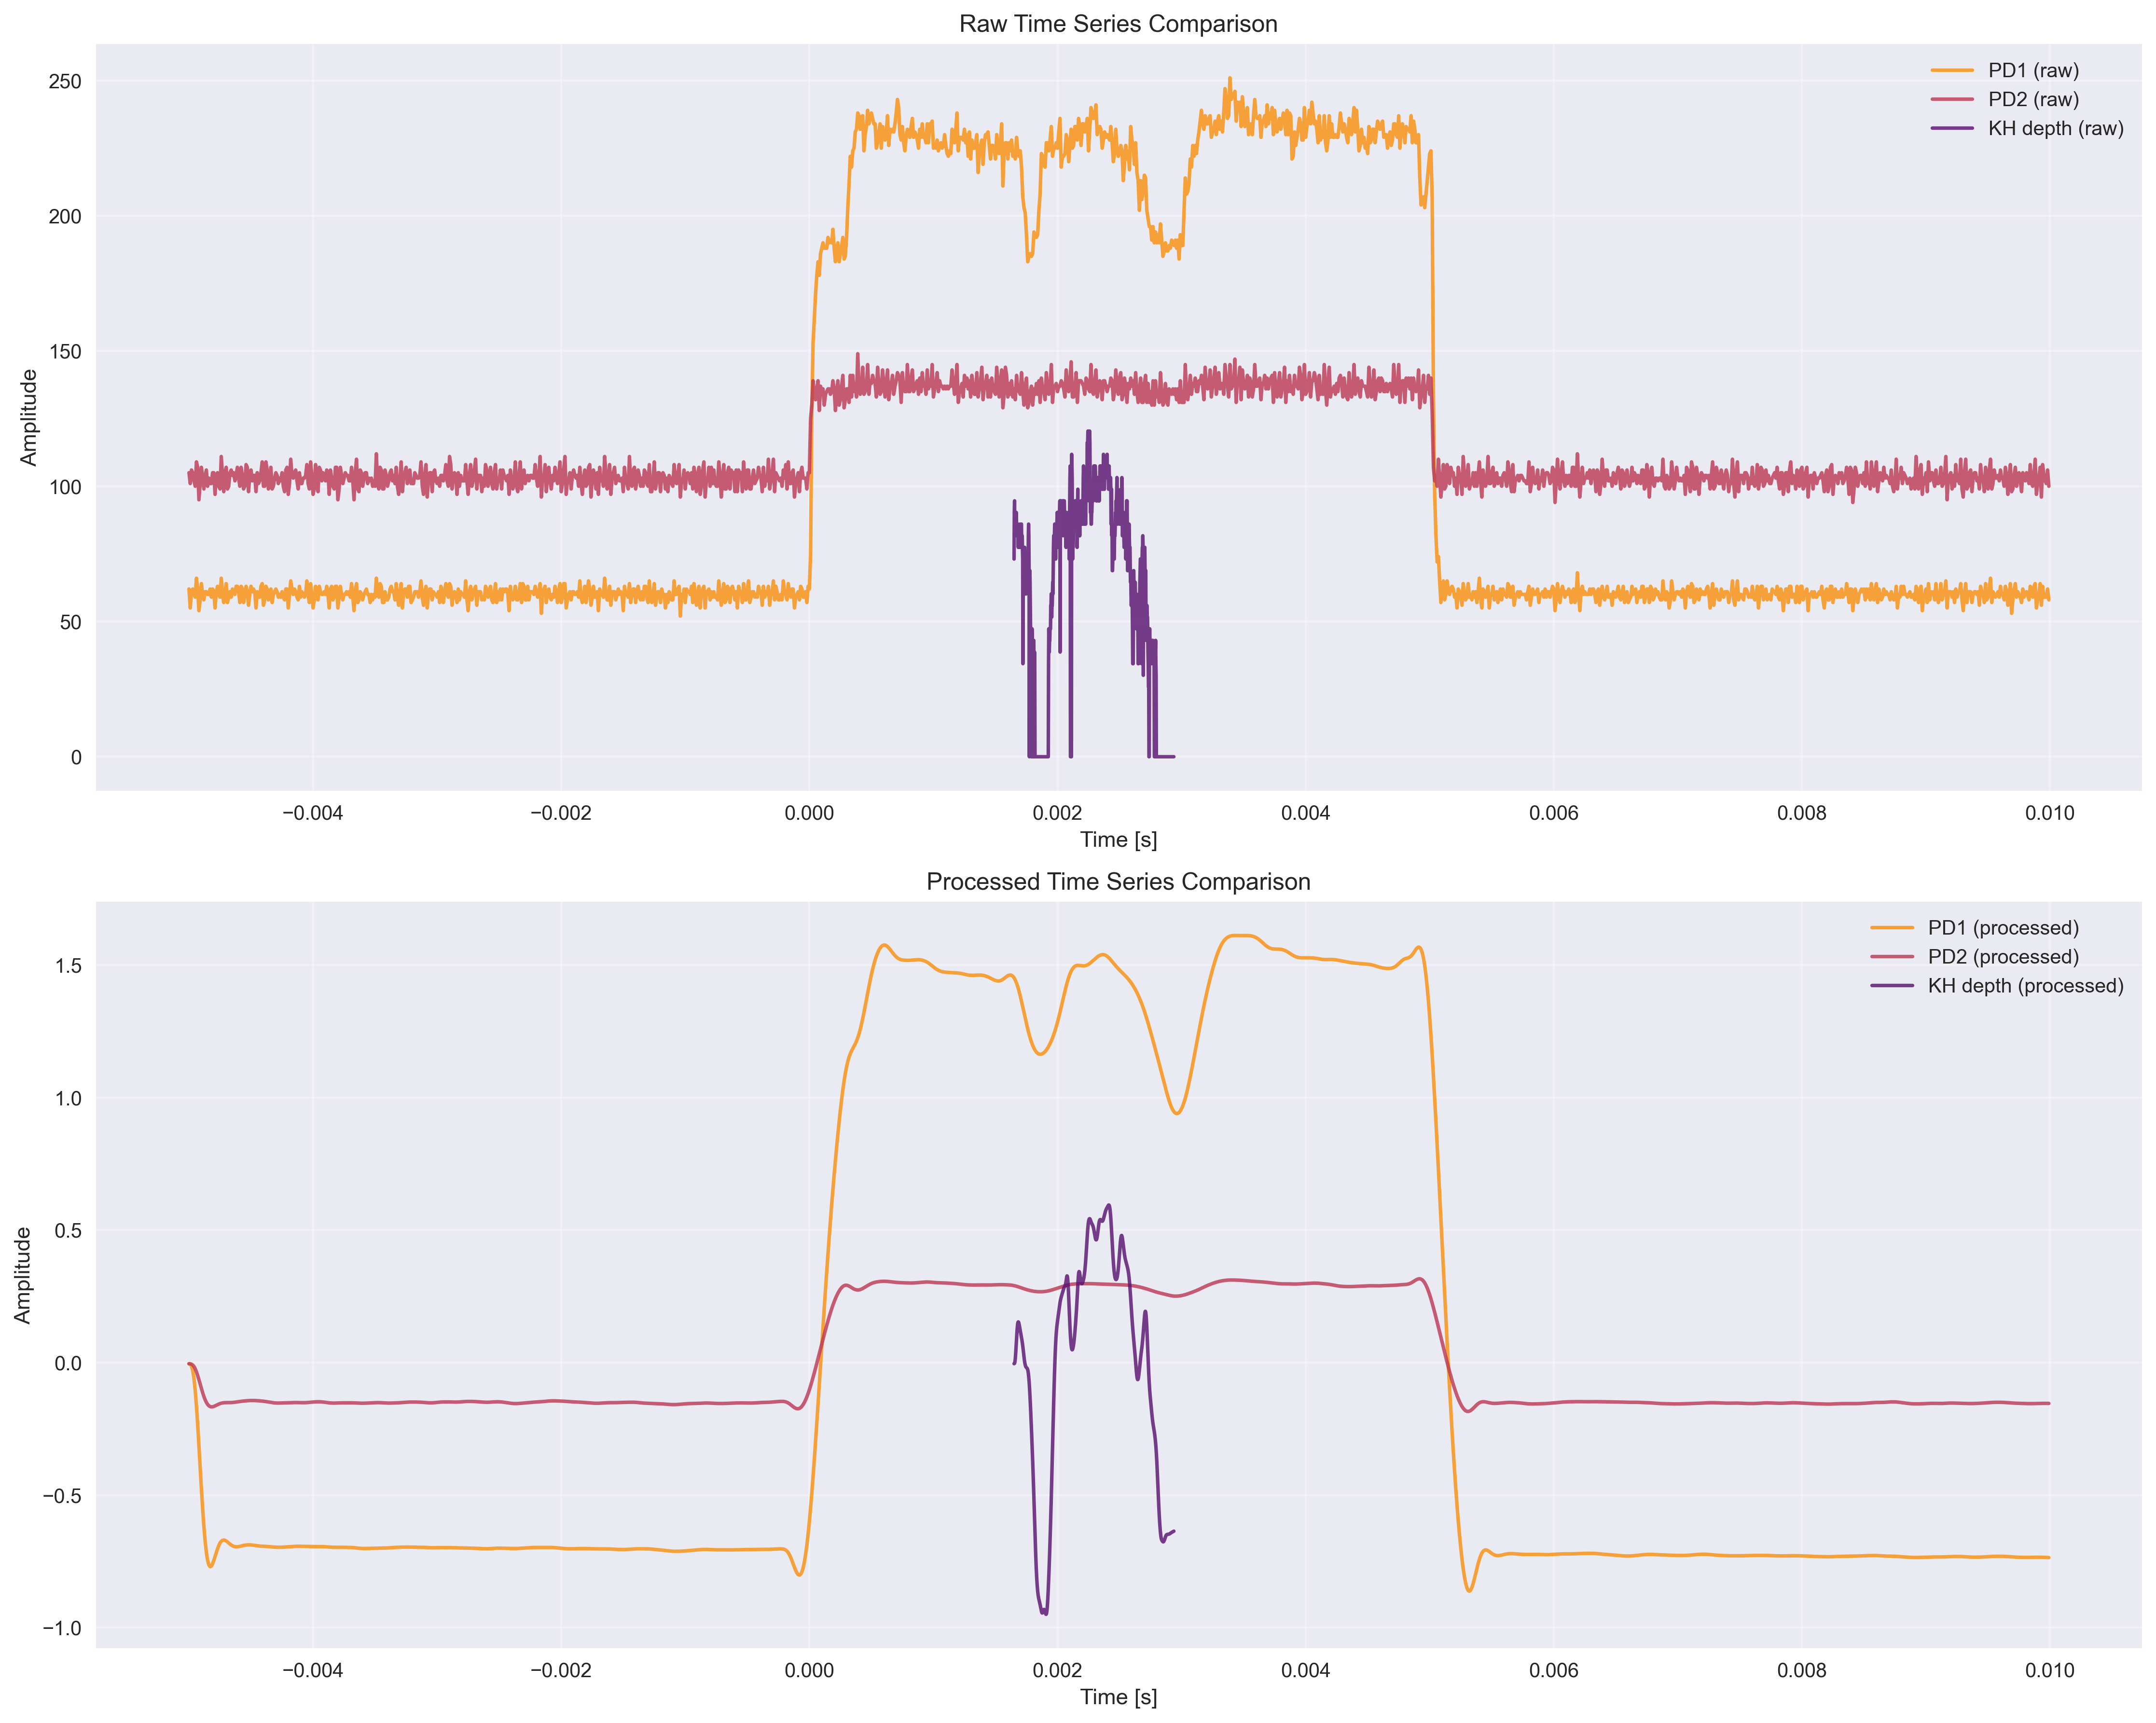 Raw Time Series Comparison
PD1 (raw)
PD2 (raw)
KH depth (raw)
250
200
150
100
50
0
Amplitude
−0.004
−0.002
0.000
0.002
0.004
0.006
0.008
0.010
Time [s]
Processed Time Series Comparison
PD1 (processed)
PD2 (processed)
KH depth (processed)
1.5
1.0
0.5
0.0
−0.5
−1.0
Amplitude
−0.004
−0.002
0.000
0.002
0.004
0.006
0.008
0.010
Time [s]